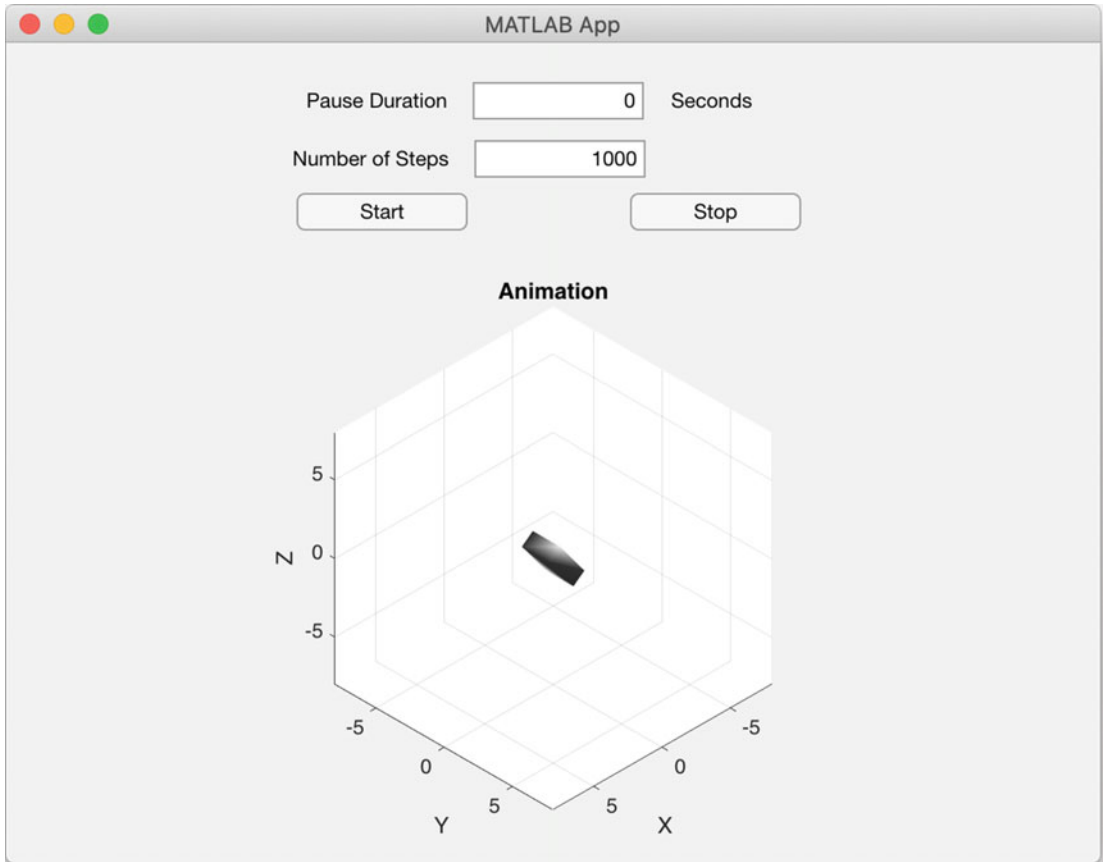 MATLAB App
Pause Duration 0 Seconds
Number of Steps 1000
Start Stop
Animation
5
Z 0
-5
-5 -5
0 0
5 5
Y X